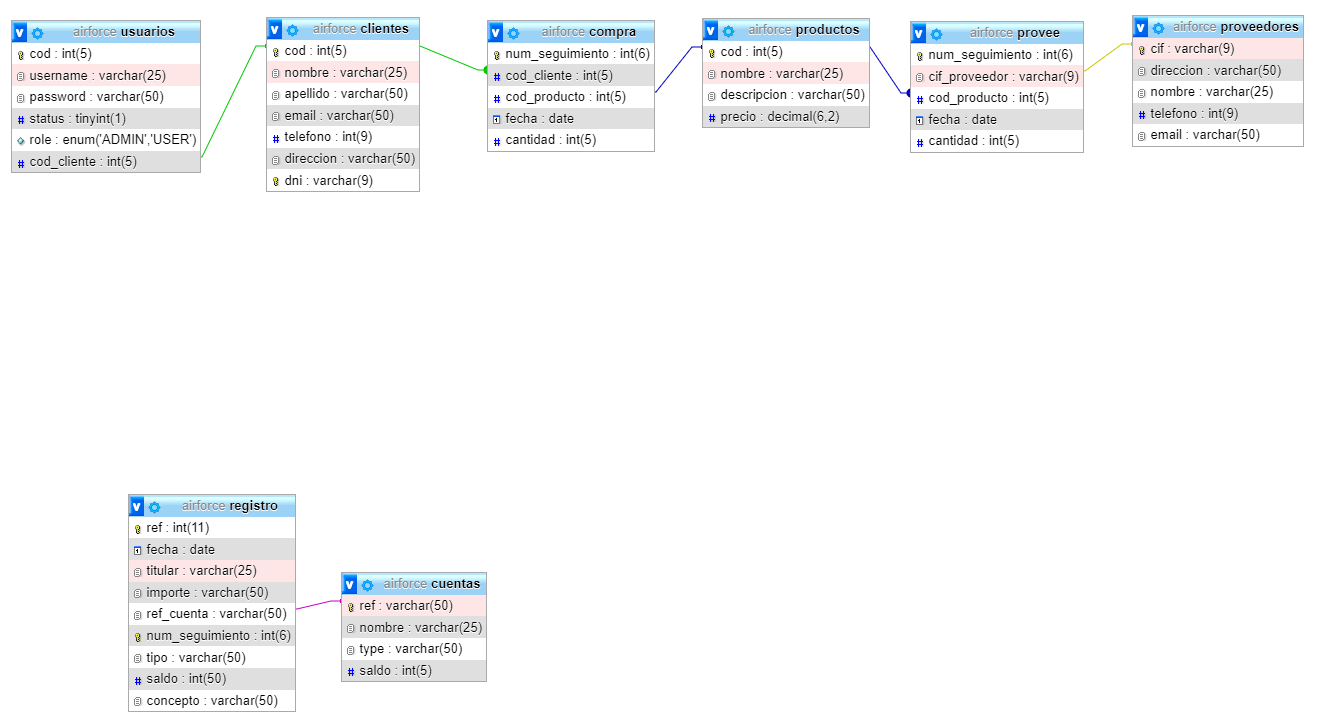 airforce usuarios
cod : int(5)
username : varchar(25)
password : varchar(50)
status : tinyint(1)
role : enum('ADMIN','USER')
cod_cliente : int(5)
airforce clientes
cod : int(5)
nombre : varchar(25)
apellido : varchar(50)
email : varchar(50)
telefono : int(9)
direccion : varchar(50)
dni : varchar(9)
airforce compra
num_seguimiento : int(6)
cod_cliente : int(5)
cod_producto : int(5)
fecha : date
cantidad : int(5)
airforce productos
cod : int(5)
nombre : varchar(25)
descripcion : varchar(50)
precio : decimal(6,2)
airforce provee
num_seguimiento : int(6)
cif_proveedor : varchar(9)
cod_producto : int(5)
fecha : date
cantidad : int(5)
airforce proveedores
cif : varchar(9)
direccion : varchar(50)
nombre : varchar(25)
telefono : int(9)
email : varchar(50)
airforce registro
ref : int(11)
fecha : date
titular : varchar(25)
importe : varchar(50)
ref_cuenta : varchar(50)
num_seguimiento : int(6)
tipo : varchar(50)
saldo : int(50)
concepto : varchar(50)
airforce cuentas
ref : varchar(50)
nombre : varchar(25)
type : varchar(50)
saldo : int(5)